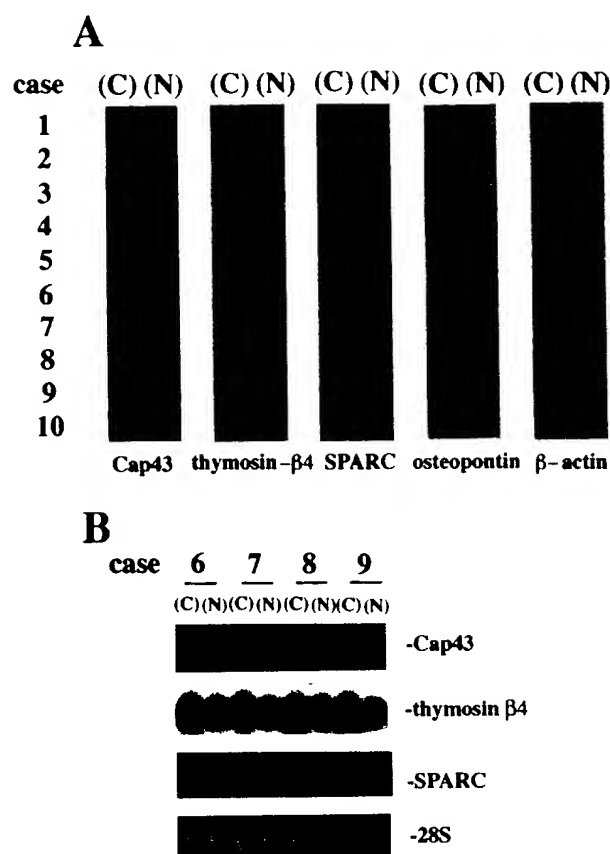 A
case (C) (N) (C) (N) (C) (N) (C) (N) (C) (N)
1
2
3
4
5
6
7
8
9
10
Cap43 thymosin-β4 SPARC osteopontin β-actin
B
case 6 7 8 9
(C)(N)(C)(N)(C)(N)(C)(N)
-Cap43
-thymosin β4
-SPARC
-28S